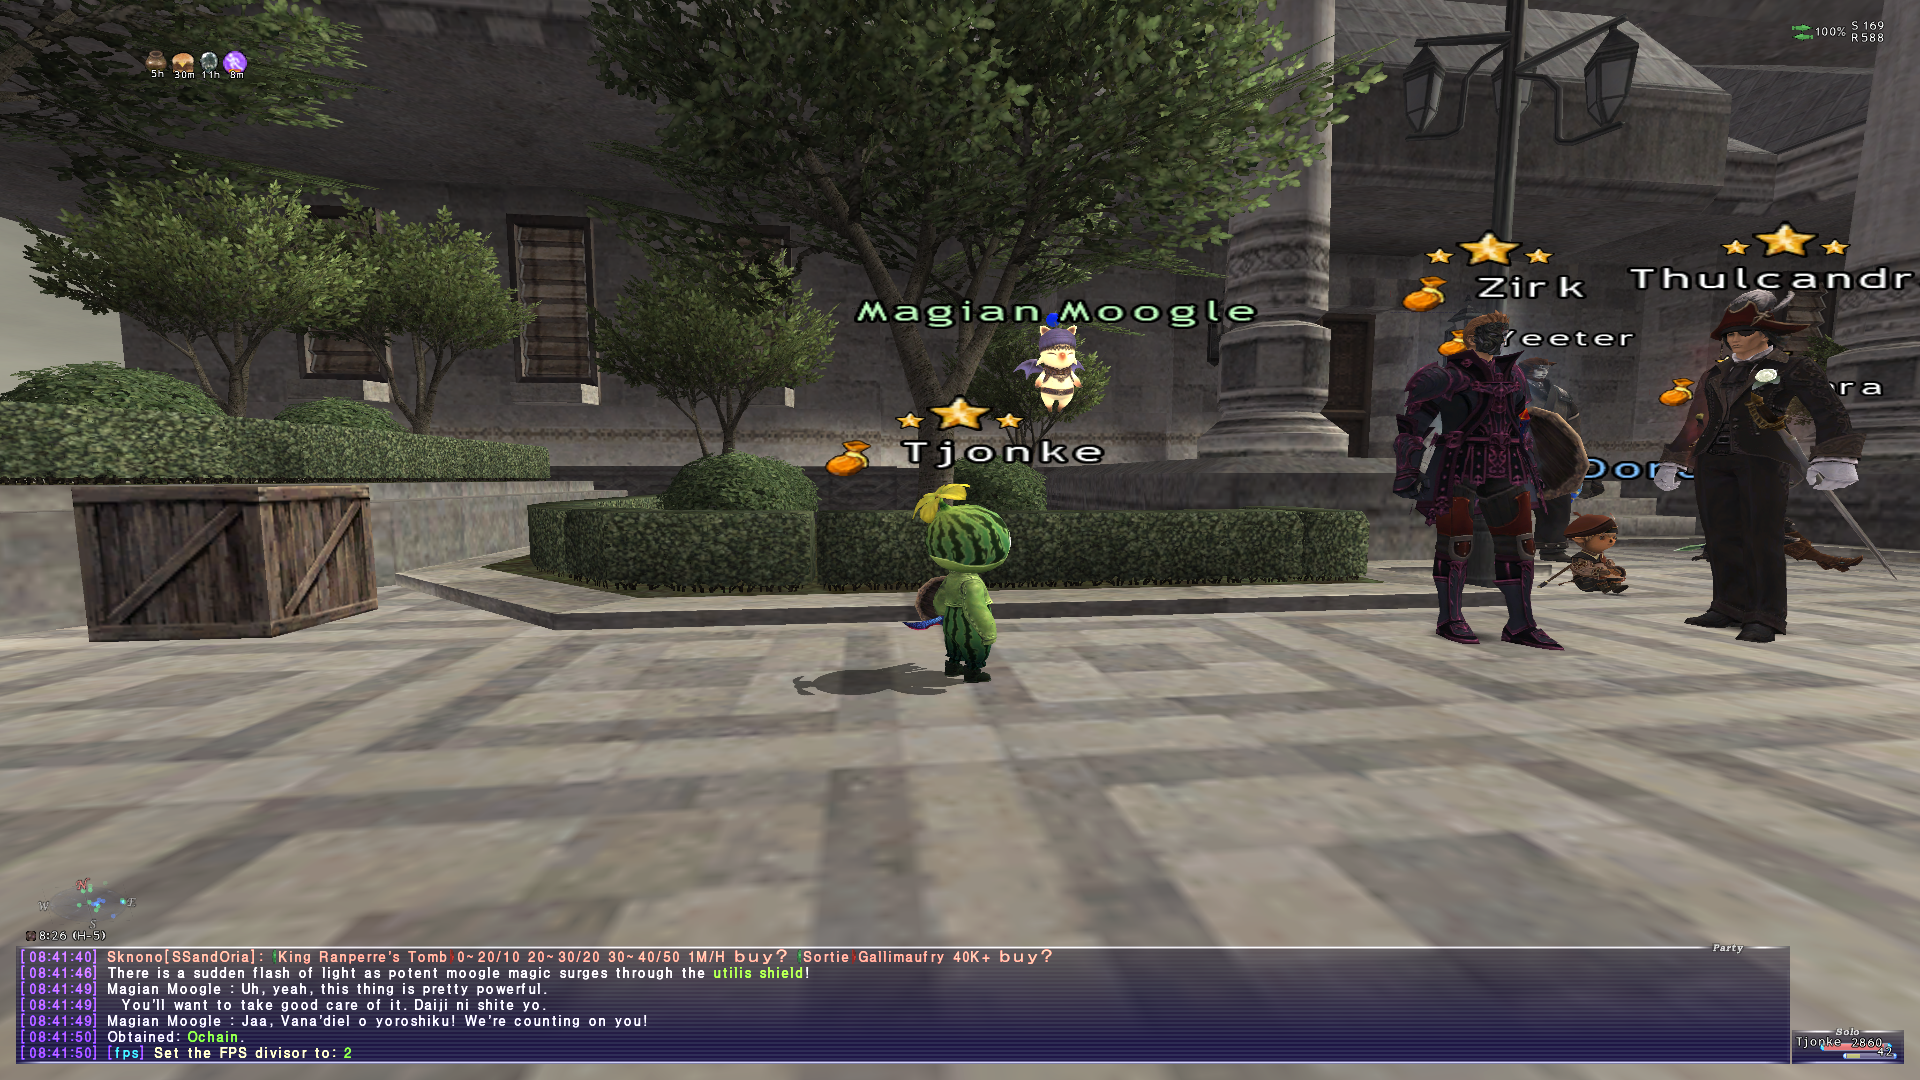 5h 30m 11h 8m
100% S 169
R 588
Zirk
Thulcandr
Magian Moogle
Yeeter
ra
Tjonke
Don
N
W E
S
8:26 (H-5)
Party
[08:41:40] Sknono[SSandOria]: King Ranperre's Tomb 0~20/10 20~30/20 30~40/50 1M/H buy? Sortie Gallimaufry 40K+ buy?
[08:41:46] There is a sudden flash of light as potent moogle magic surges through the utilis shield!
[08:41:49] Magian Moogle : Uh, yeah, this thing is pretty powerful.
[08:41:49] You'll want to take good care of it. Daiji ni shite yo.
[08:41:49] Magian Moogle : Jaa, Vana'diel o yoroshiku! We're counting on you!
[08:41:50] Obtained: Ochain.
[08:41:50] [fps] Set the FPS divisor to: 2
Solo
Tjonke 2860
42